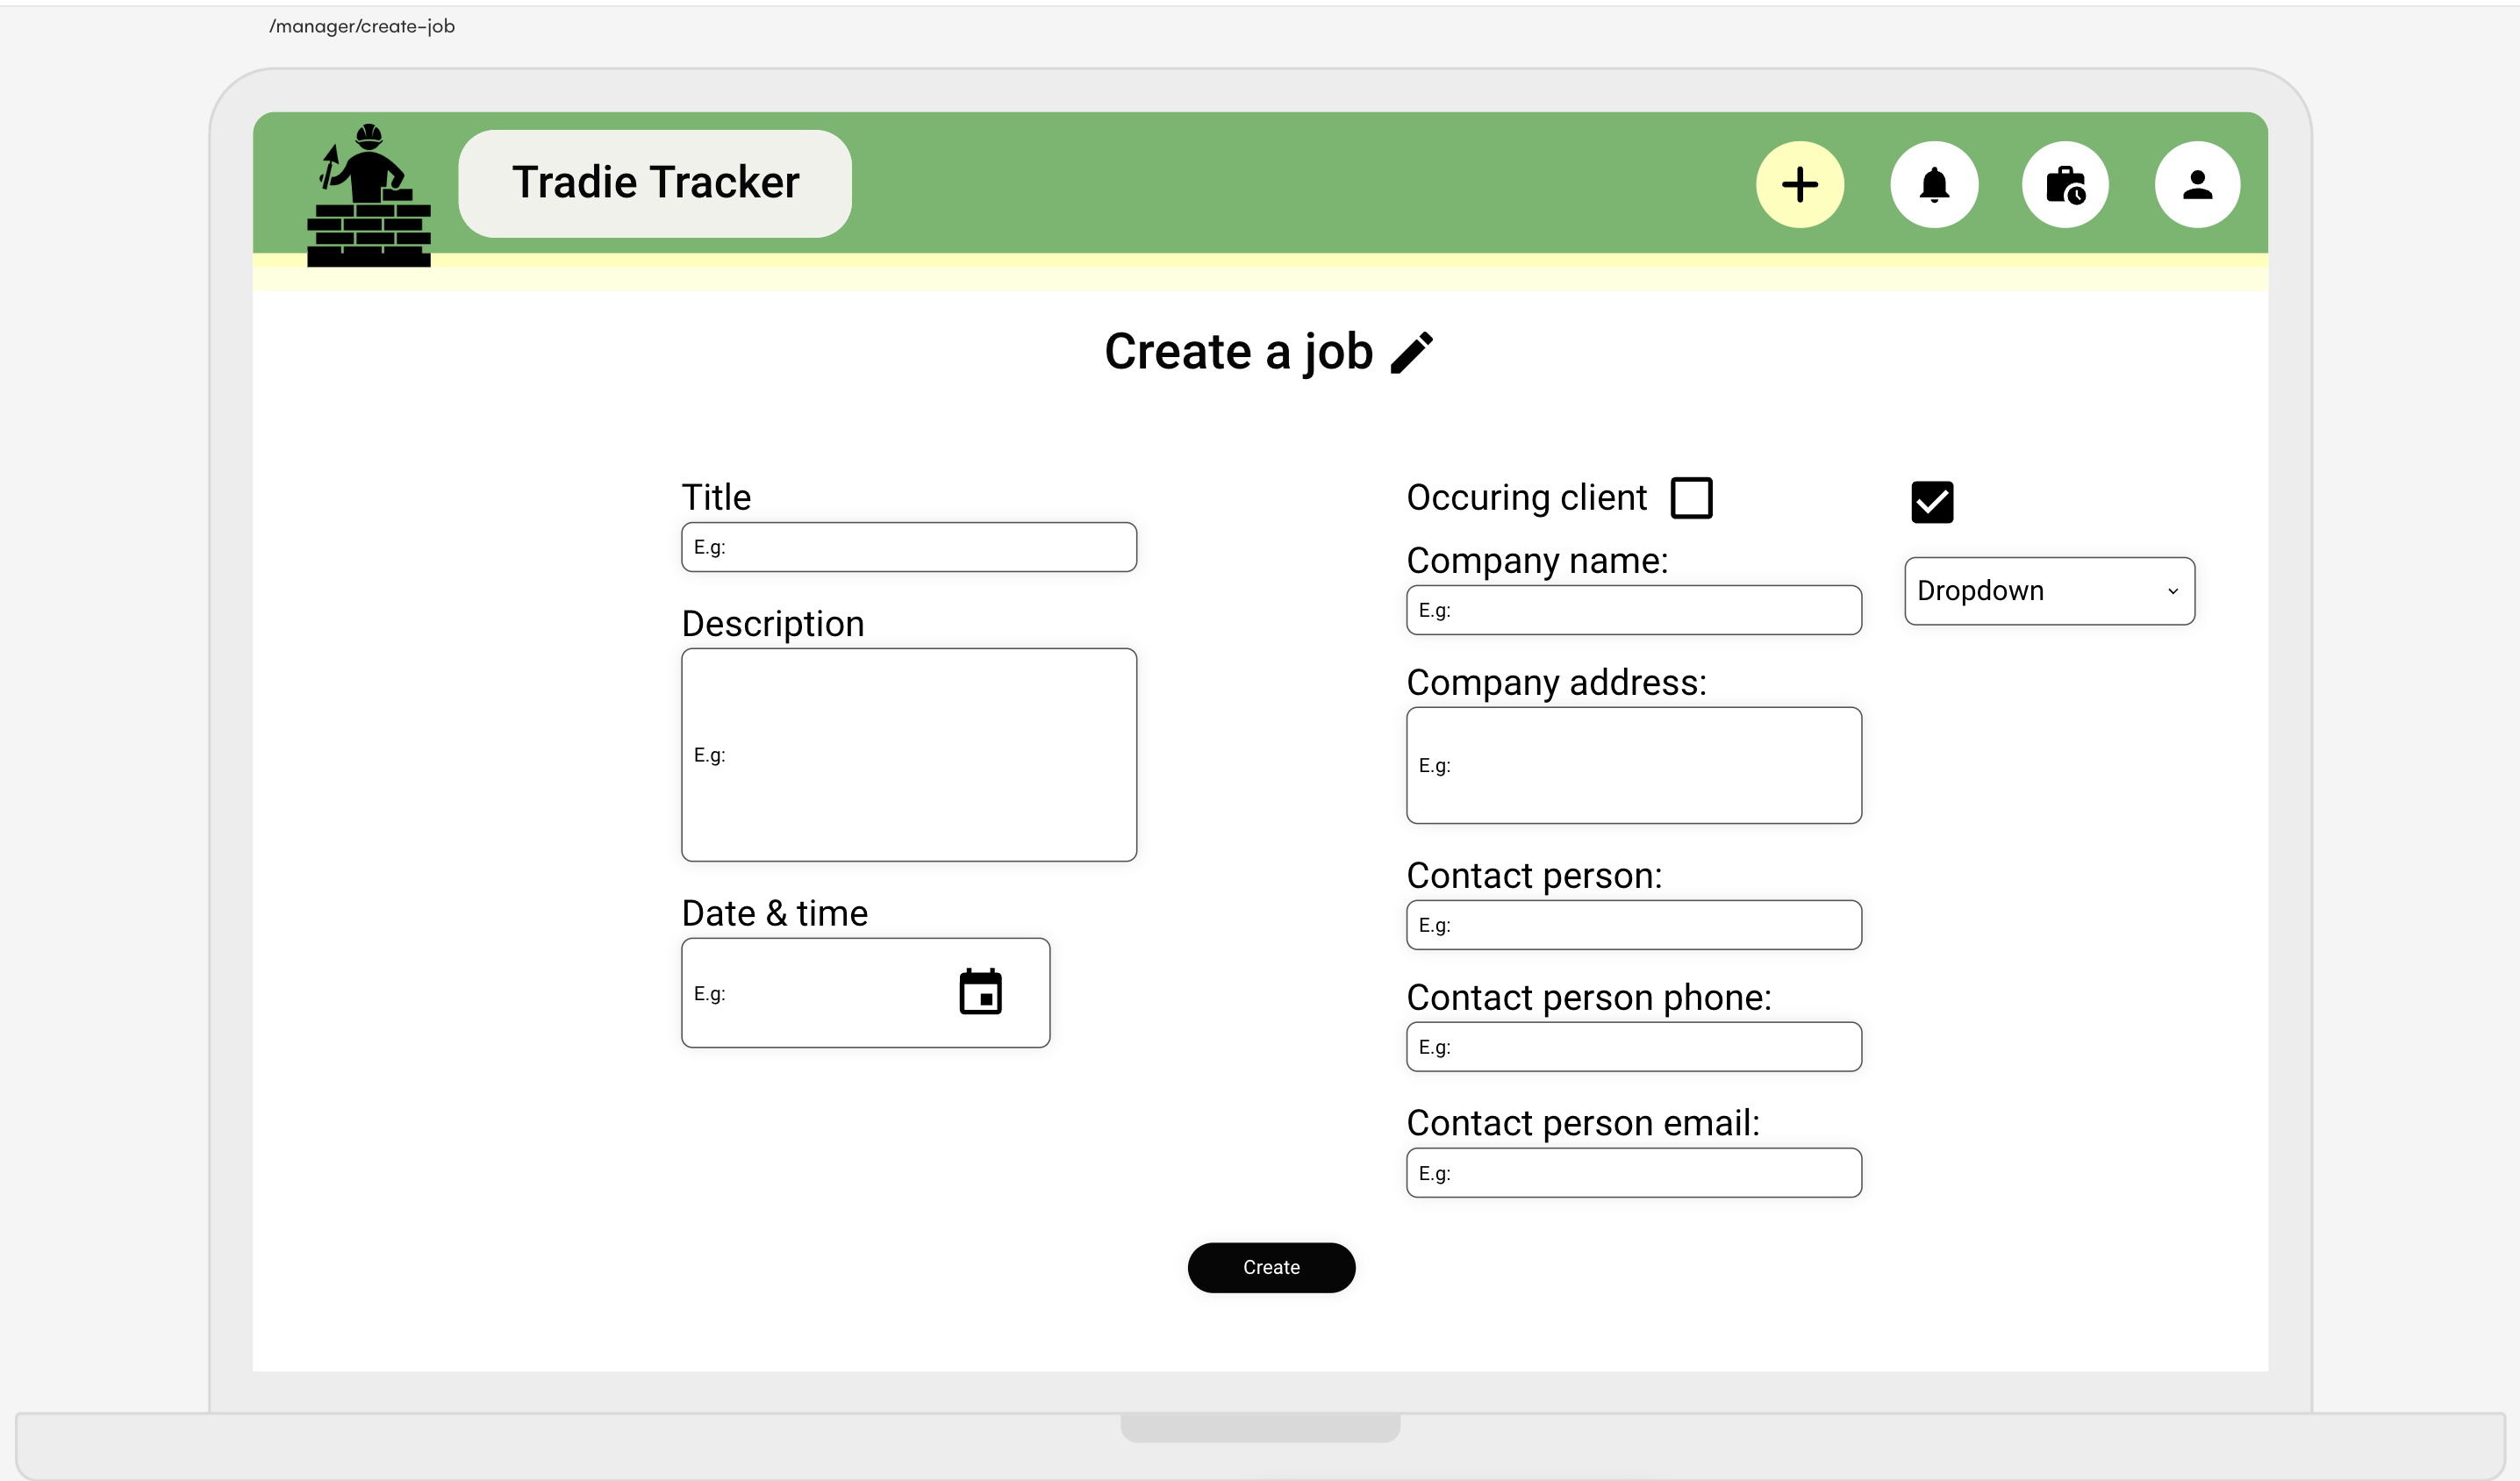 /manager/create-job
Tradie Tracker
Create a job
Title
E.g:
Description
E.g:
Date & time
E.g:
Occuring client
Company name:
E.g:
Dropdown
Company address:
E.g:
Contact person:
E.g:
Contact person phone:
E.g:
Contact person email:
E.g:
Create